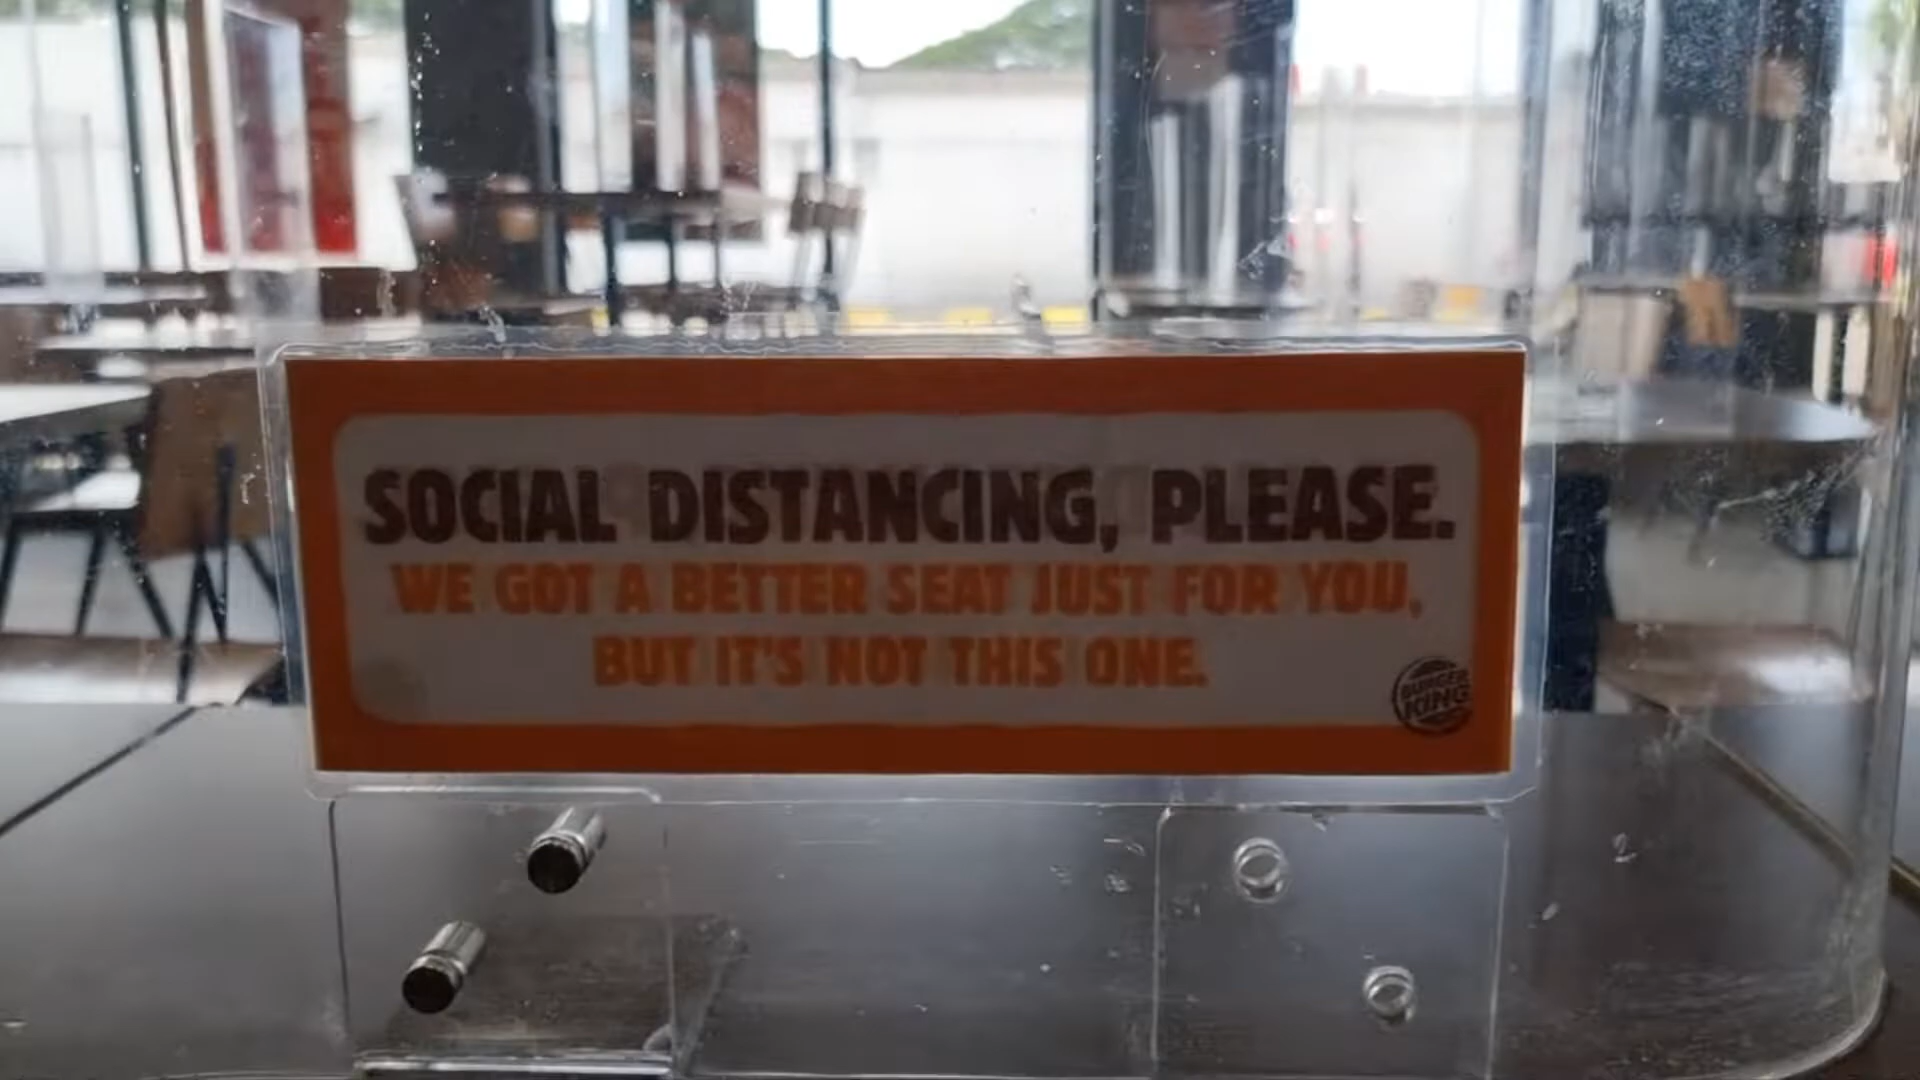 SOCIAL DISTANCING, PLEASE.
WE GOT A BETTER SEAT JUST FOR YOU,
BUT IT'S NOT THIS ONE.
BURGER
KING